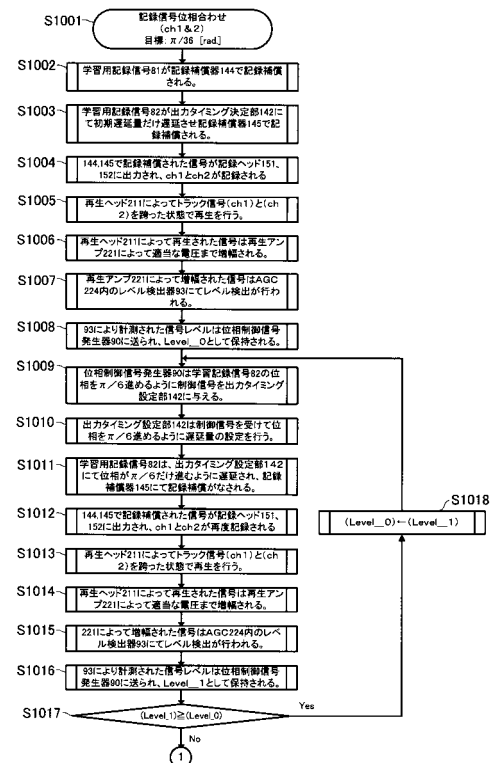 S1001
記録信号位相合わせ
(ch1&2)
目標:π/36 [rad.]
S1002
学習用記録信号81が記録補償器144で記録補償
される。
S1003
学習用記録信号82が出力タイミング決定部142に
て初期遅延量だけ遅延させ記録補償器145で記
録補償される。
S1004
144,145で記録補償された信号が記録ヘッド151、
152に出力され、ch1とch2が記録される
S1005
再生ヘッド211によってトラック信号(ch1)と(ch
2)を跨った状態で再生を行う。
S1006
再生ヘッド211によって再生された信号は再生アン
プ221によって適当な電圧まで増幅される。
S1007
再生アンプ221によって増幅された信号はAGC
224内のレベル検出器93にてレベル検出が行わ
れる。
S1008
93により計測された信号レベルは位相制御信号
発生器90に送られ、Level__0として保持される。
S1009
位相制御信号発生器90は学習記録信号82の位
相をπ/6進めるように制御信号を出力タイミング
設定部142に与える。
S1010
出力タイミング設定部142は制御信号を受けて位
相をπ/6進めるように遅延量の設定を行う。
S1011
学習用記録信号82は、出力タイミング設定部142
にて位相がπ/6だけ進むように遅延され、記録
補償器145にて記録補償がなされる。
S1012
144,145で記録補償された信号が記録ヘッド151、
152に出力され、ch1とch2が再度記録される
S1013
再生ヘッド211によってトラック信号(ch1)と(ch
2)を跨った状態で再生を行う。
S1014
再生ヘッド211によって再生された信号は再生アン
プ221によって適当な電圧まで増幅される。
S1015
221によって増幅された信号はAGC224内のレベ
ル検出器93にてレベル検出が行われる。
S1016
93により計測された信号レベルは位相制御信号
発生器90に送られ、Level__1として保持される。
S1017
(Level_1)≧(Level_0)
Yes
No
1
S1018
(Level__0)←(Level__1)